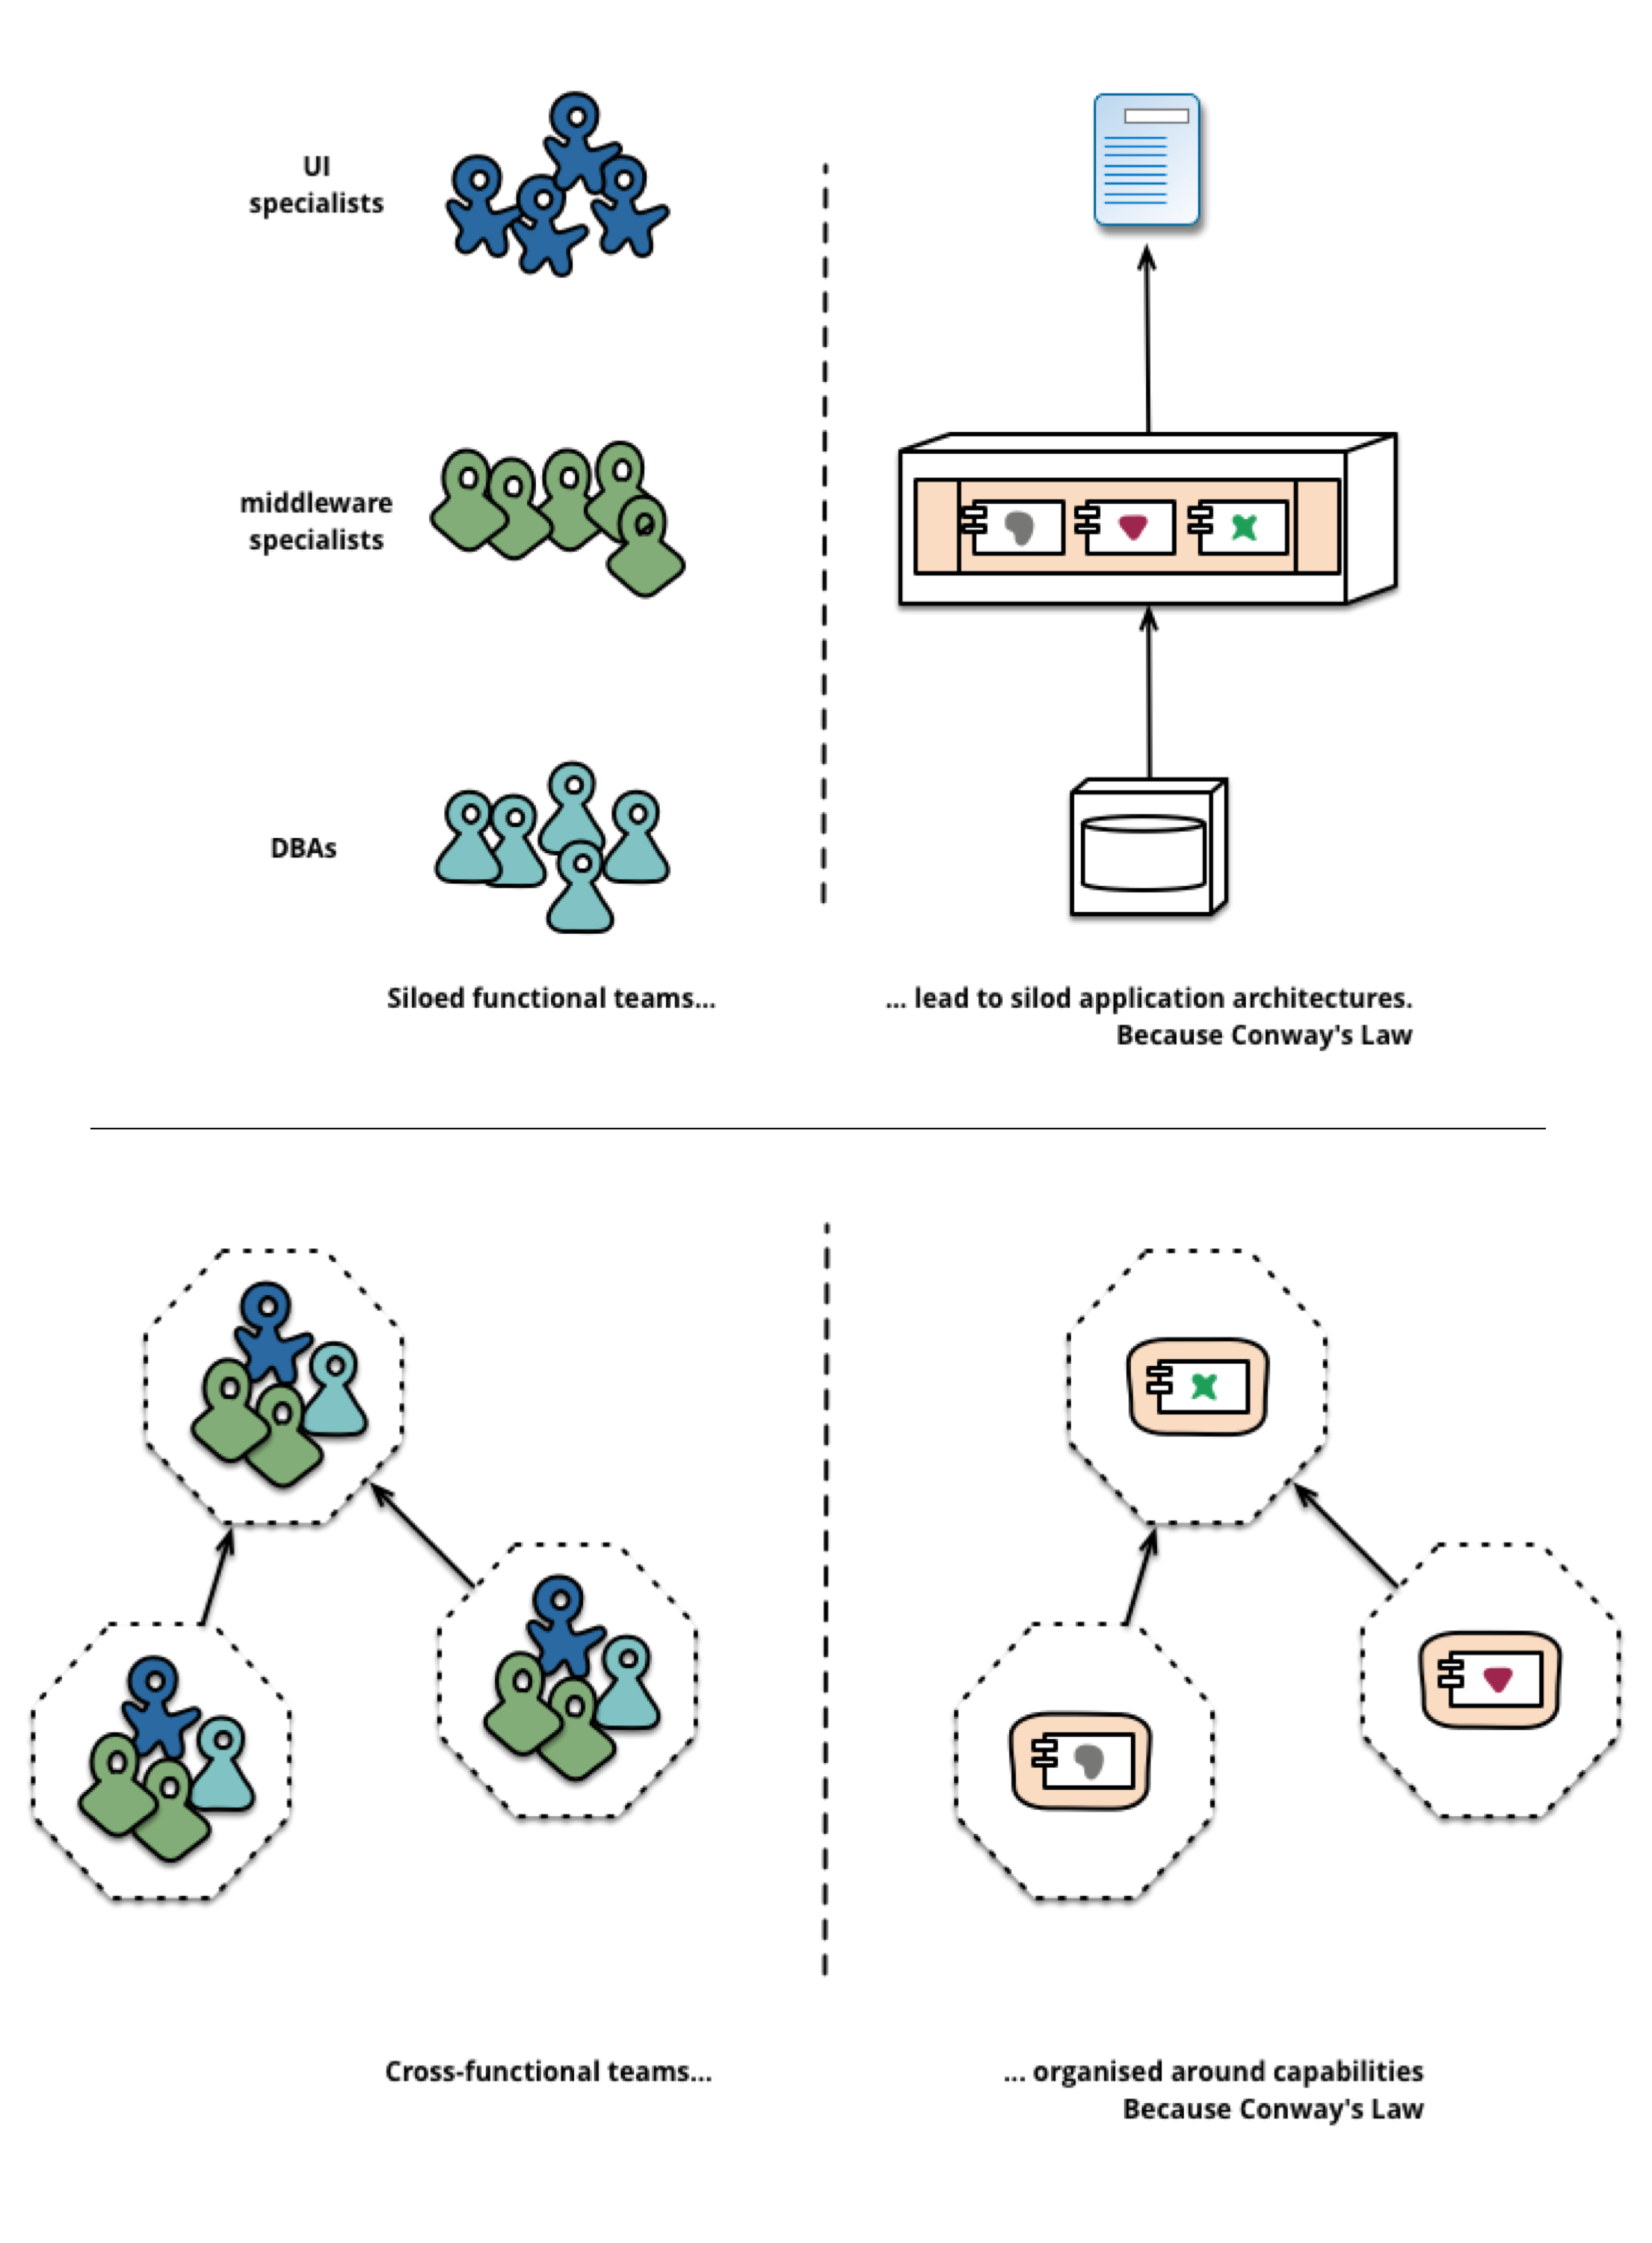 UI
specialists
middleware
specialists
DBAs
Siloed functional teams...
... lead to silod application architectures.
Because Conway's Law
Cross-functional teams...
... organised around capabilities
Because Conway's Law